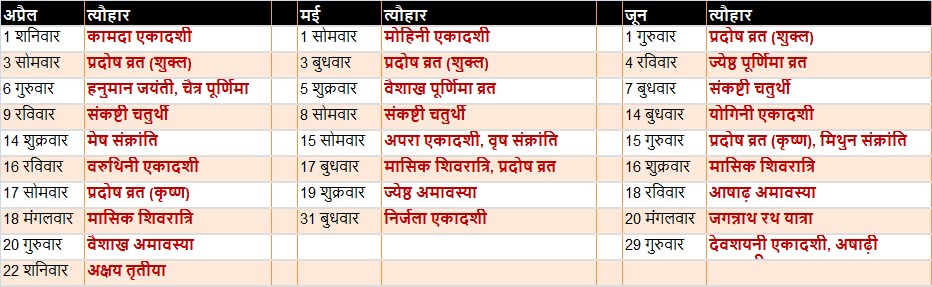 अप्रैल त्यौहार मई त्यौहार जून त्यौहार
1 शनिवार कामदा एकादशी 1 सोमवार मोहिनी एकादशी 1 गुरुवार प्रदोष व्रत (शुक्ल)
3 सोमवार प्रदोष व्रत (शुक्ल) 3 बुधवार प्रदोष व्रत (शुक्ल) 4 रविवार ज्येष्ठ पूर्णिमा व्रत
6 गुरुवार हनुमान जयंती, चैत्र पूर्णिमा 5 शुक्रवार वैशाख पूर्णिमा व्रत 7 बुधवार संकष्टी चतुर्थी
9 रविवार संकष्टी चतुर्थी 8 सोमवार संकष्टी चतुर्थी 14 बुधवार योगिनी एकादशी
14 शुक्रवार मेष संक्रांति 15 सोमवार अपरा एकादशी, वृष संक्रांति 15 गुरुवार प्रदोष व्रत (कृष्ण), मिथुन संक्रांति
16 रविवार वरुथिनी एकादशी 17 बुधवार मासिक शिवरात्रि, प्रदोष व्रत 16 शुक्रवार मासिक शिवरात्रि
17 सोमवार प्रदोष व्रत (कृष्ण) 19 शुक्रवार ज्येष्ठ अमावस्या 18 रविवार आषाढ़ अमावस्या
18 मंगलवार मासिक शिवरात्रि 31 बुधवार निर्जला एकादशी 20 मंगलवार जगन्नाथ रथ यात्रा
20 गुरुवार वैशाख अमावस्या 29 गुरुवार देवशयनी एकादशी, अषाढ़ी
22 शनिवार अक्षय तृतीया